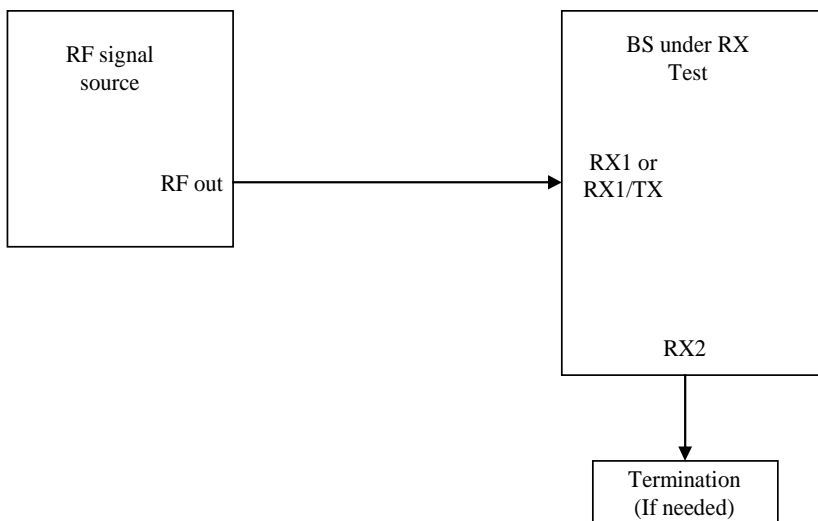 RF signal
source
RF out
BS under RX
Test
RX1 or
RX1/TX
RX2
Termination
(If needed)